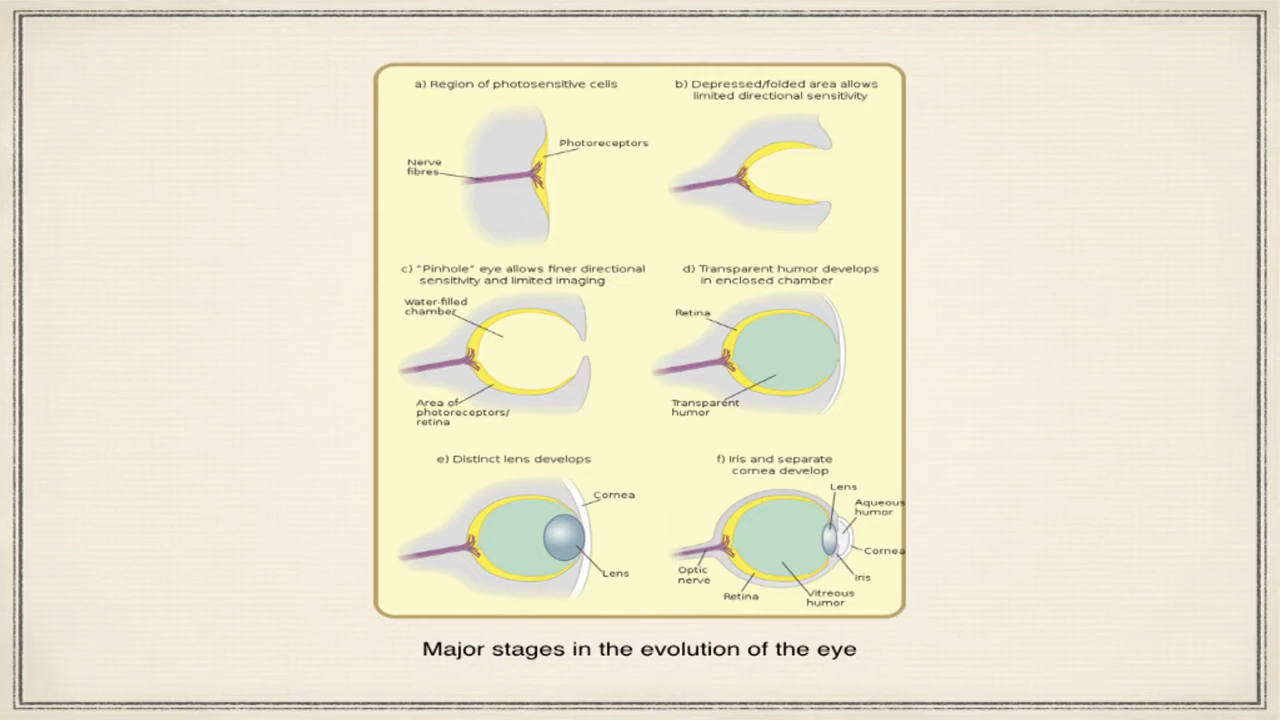 a) Region of photosensitive cells
Photoreceptors
Nerve
fibres
b) Depressed/folded area allows
limited directional sensitivity
c) "Pinhole" eye allows finer directional
sensitivity and limited imaging
Water-filled
chamber
Area of
photoreceptors/
retina
d) Transparent humor develops
in enclosed chamber
Retina
Transparent
humor
e) Distinct lens develops
Cornea
Lens
f) Iris and separate
cornea develop
Lens
Aqueous
humor
Cornea
Iris
Optic
nerve
Retina
Vitreous
humor
Major stages in the evolution of the eye